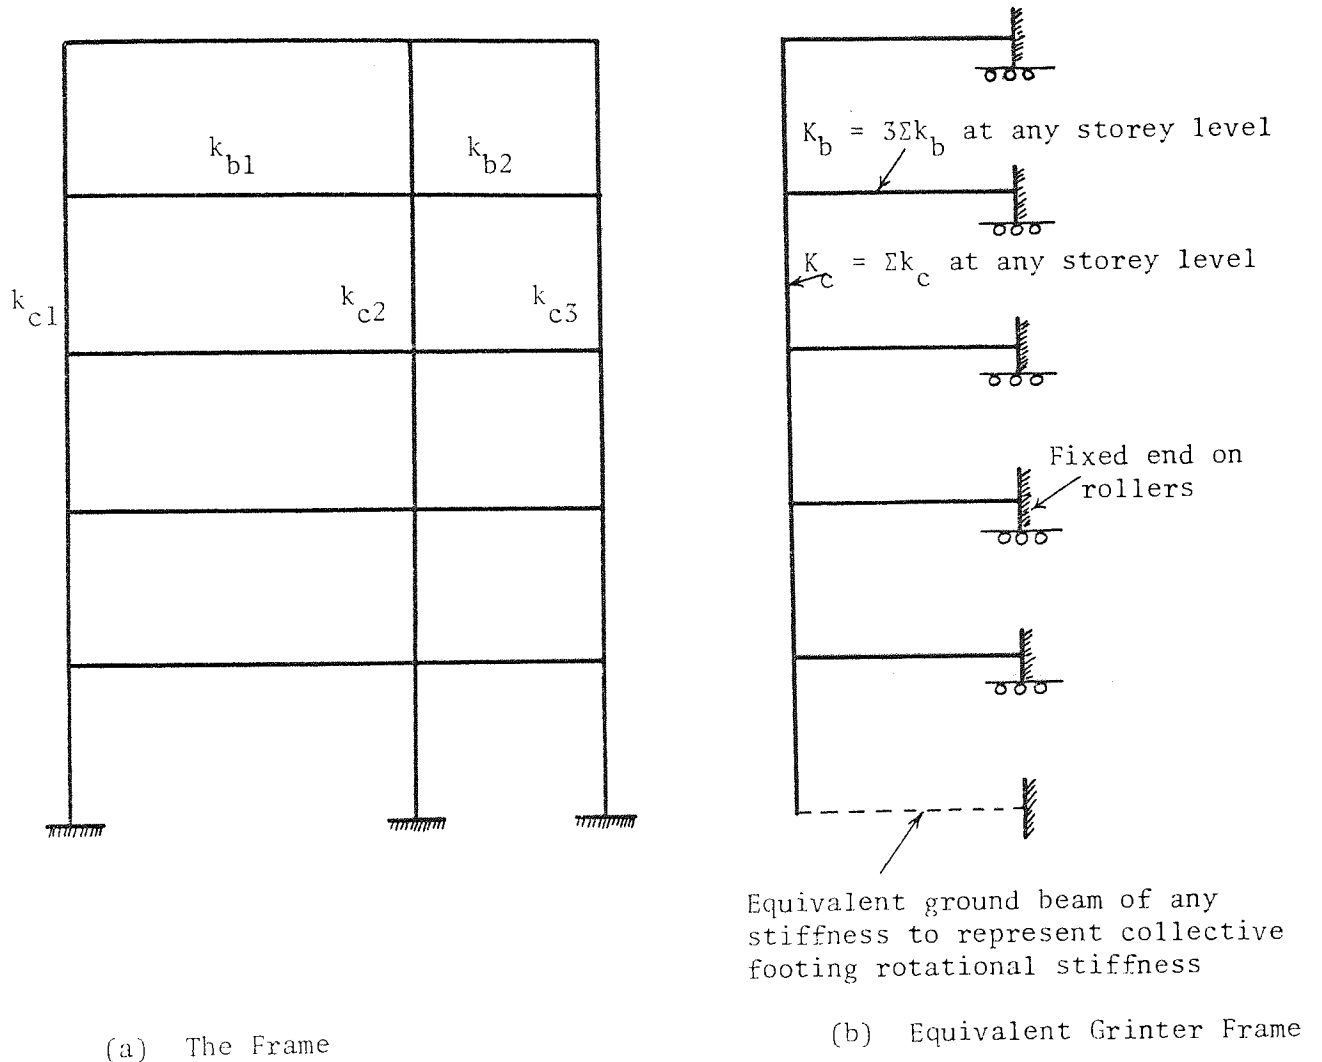 k_b1
k_b2
k_c1
k_c2
k_c3
K_b = 3Σk_b at any storey level
K_c = Σk_c at any storey level
Fixed end on
rollers
Equivalent ground beam of any
stiffness to represent collective
footing rotational stiffness
(a) The Frame
(b) Equivalent Grinter Frame